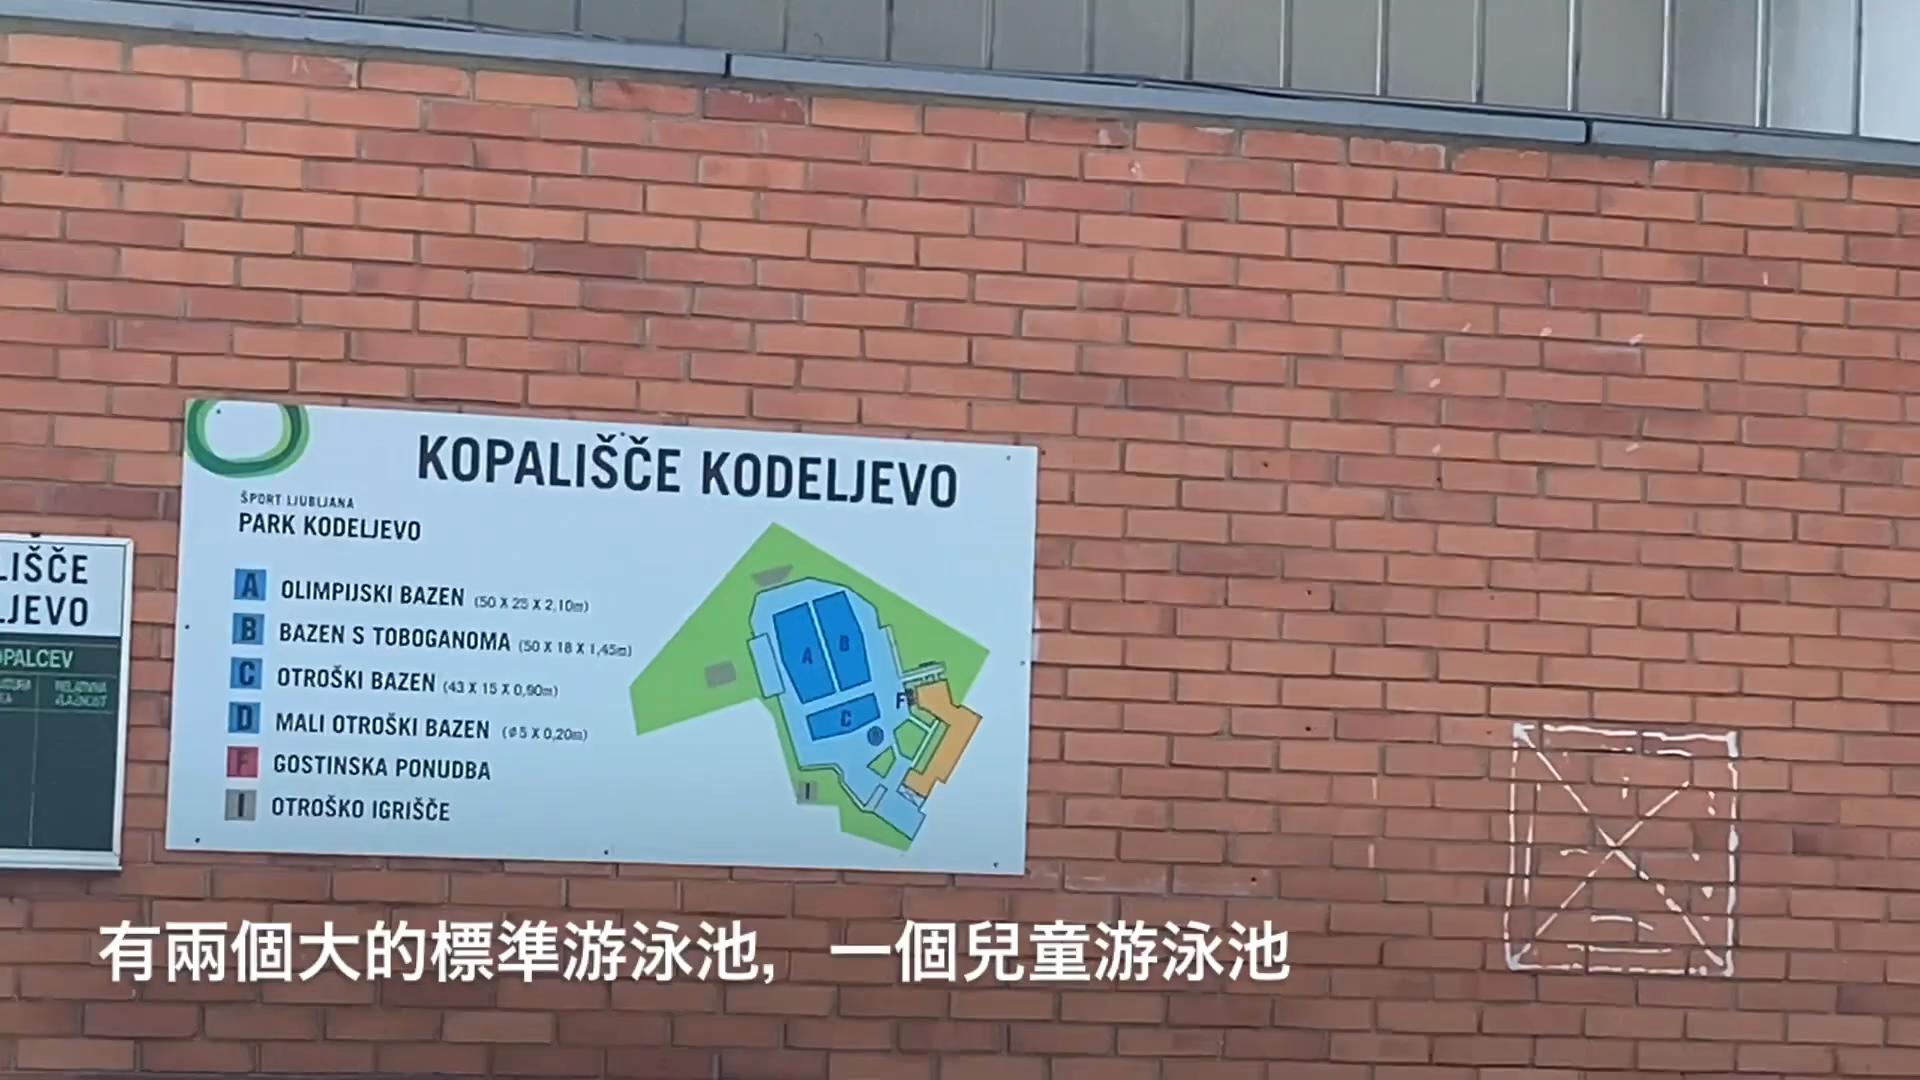 KOPALIŠČE KODELJEVO
ŠPORT LJUBLJANA
PARK KODELJEVO
A OLIMPIJSKI BAZEN (50 X 25 X 2,10m)
B BAZEN S TOBOGANOMA (50 X 18 X 1,45m)
C OTROŠKI BAZEN (43 X 15 X 0,90m)
D MALI OTROŠKI BAZEN (Ø5 X 0,20m)
F GOSTINSKA PONUDBA
I OTROŠKO IGRIŠČE
A
B
C
F
I
LIŠČE
LJEVO
OPALCEV
RELATIVNA
VLAŽNOST
有兩個大的標準游泳池, 一個兒童游泳池